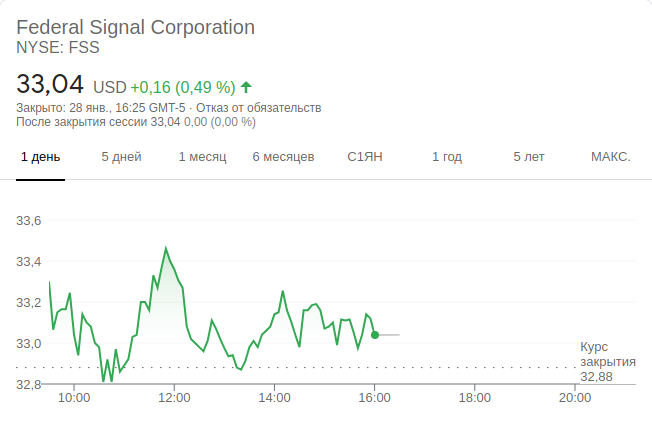 Federal Signal Corporation
NYSE: FSS
33,04 USD +0,16 (0,49 %)
Закрыто: 28 янв., 16:25 GMT-5 · Отказ от обязательств
После закрытия сессии 33,04 0,00 (0,00 %)
1 день 5 дней 1 месяц 6 месяцев С1ЯН 1 год 5 лет МАКС.
33,6
33,4
33,2
33,0
Курс
закрытия
32,88
32,8
10:00 12:00 14:00 16:00 18:00 20:00